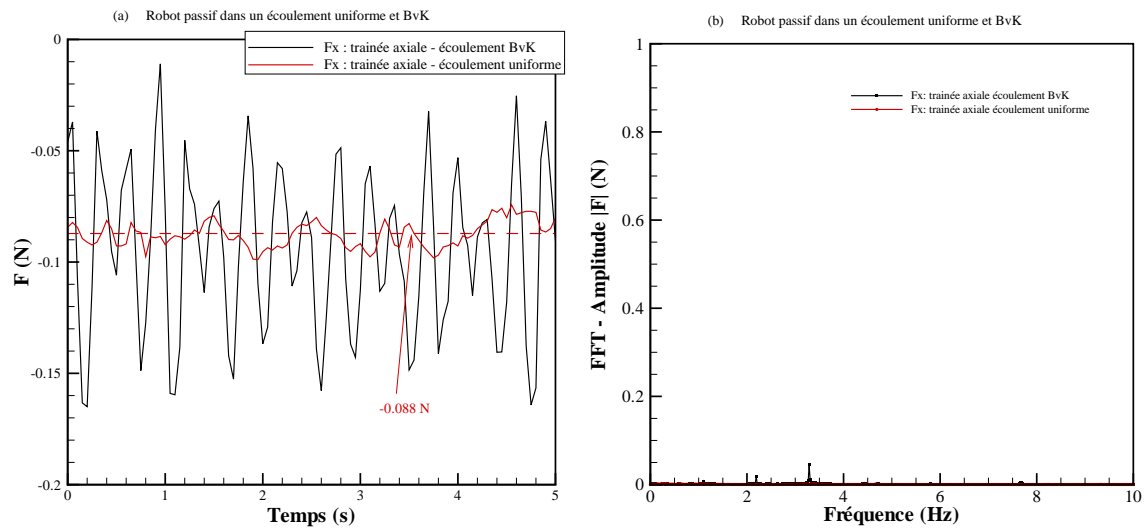 (a) Robot passif dans un écoulement uniforme et BvK
0
-0.05
-0.1
-0.15
-0.2
F (N)
Fx : trainée axiale - écoulement BvK
Fx : trainée axiale - écoulement uniforme
-0.088 N
0 1 2 3 4 5
Temps (s)
(b) Robot passif dans un écoulement uniforme et BvK
1
0.8
0.6
0.4
0.2
0
FFT - Amplitude |F| (N)
Fx: trainée axiale écoulement BvK
Fx: trainée axiale écoulement uniforme
0 2 4 6 8 10
Fréquence (Hz)